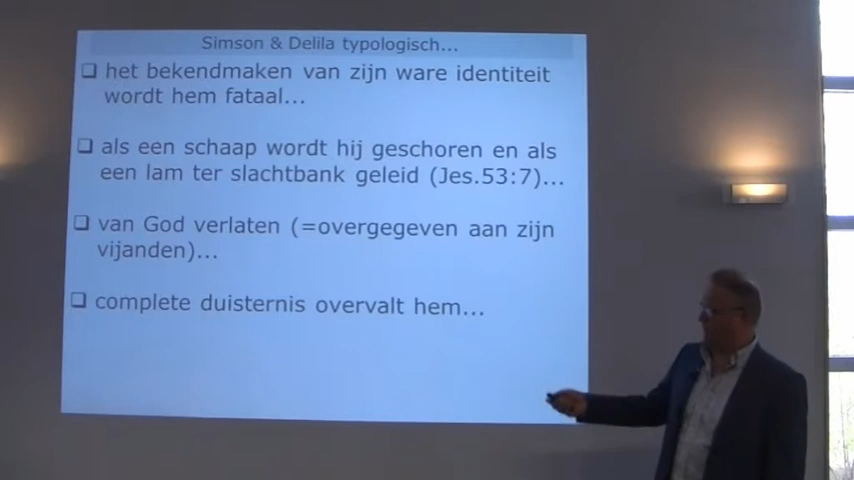 Simson & Delila typologisch...
❑ het bekendmaken van zijn ware identiteit
wordt hem fataal...
❑ als een schaap wordt hij geschoren en als
een lam ter slachtbank geleid (Jes.53:7)...
❑ van God verlaten (=overgegeven aan zijn
vijanden)...
❑ complete duisternis overvalt hem...